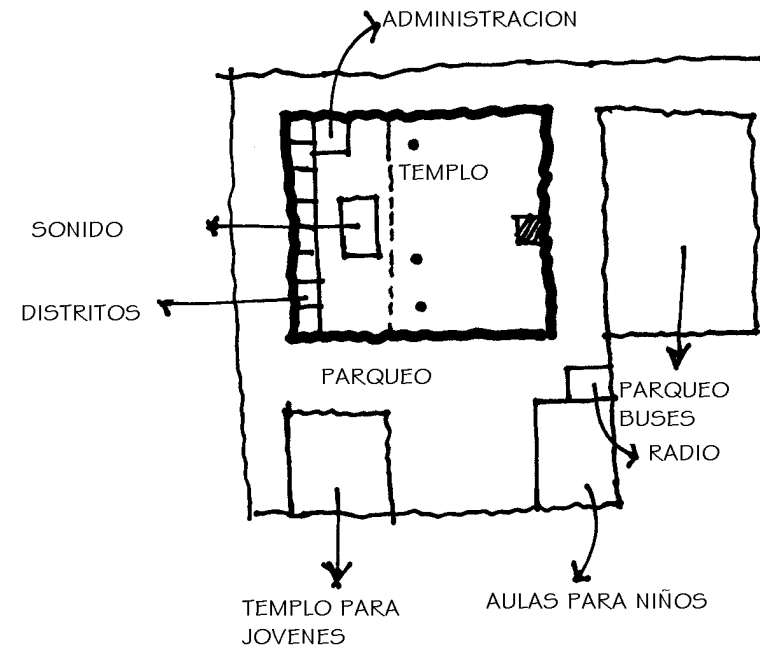 ADMINISTRACION
TEMPLO
SONIDO
DISTRITOS
PARQUEO
PARQUEO
BUSES
RADIO
TEMPLO PARA
JOVENES
AULAS PARA NIÑOS